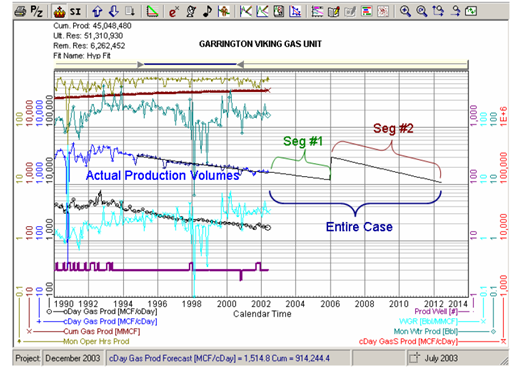 P/Z SI
Cum. Prod: 45,048,480
Ult. Res: 51,310,930
Rem. Res: 6,262,452
Fit Name: Hyp Fit
GARRINGTON VIKING GAS UNIT
Seg #1
Seg #2
Actual Production Volumes
Entire Case
1990 1992 1994 1996 1998 2000 2002 2004 2006 2008 2010 2012 2014
Calendar Time
oDay Gas Prod [MCF/oDay]
cDay Gas Prod [MCF/cDay]
Cum Gas Prod [MMCF]
Mon Oper Hrs Prod
Prod Well [#]
WGR [Bbl/MMCF]
Mon Wtr Prod [Bbl]
cDay GasS Prod [MCF/cDay]
Project: December 2003 cDay Gas Prod Forecast [MCF/cDay] = 1,514.8 Cum = 914,244.4 July 2003